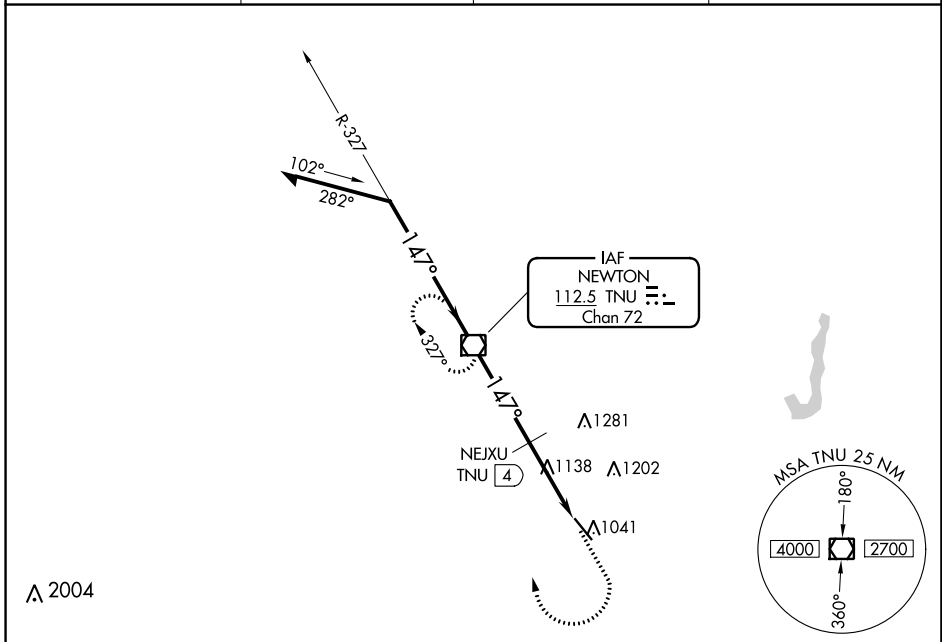 R-327
102°
282°
147°
IAF
NEWTON
112.5 TNU
Chan 72
327°
147°
1281
NEJXU
TNU 4
1138
1202
1041
2004
MSA TNU 25 NM
180°
4000
2700
360°